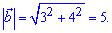 |b⃗| = √(3² + 4²) = 5.